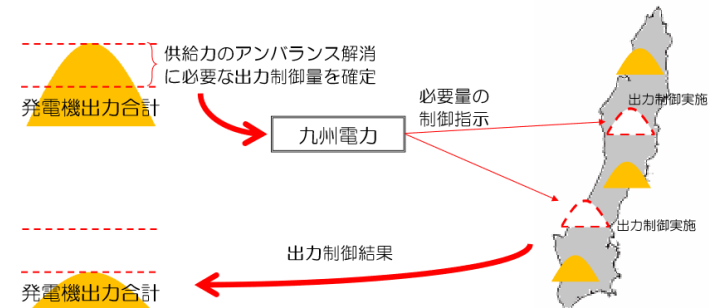 供給力のアンバランス解消
に必要な出力制御量を確定
発電機出力合計
九州電力
必要量の
制御指示
出力制御実施
出力制御実施
出力制御結果
発電機出力合計